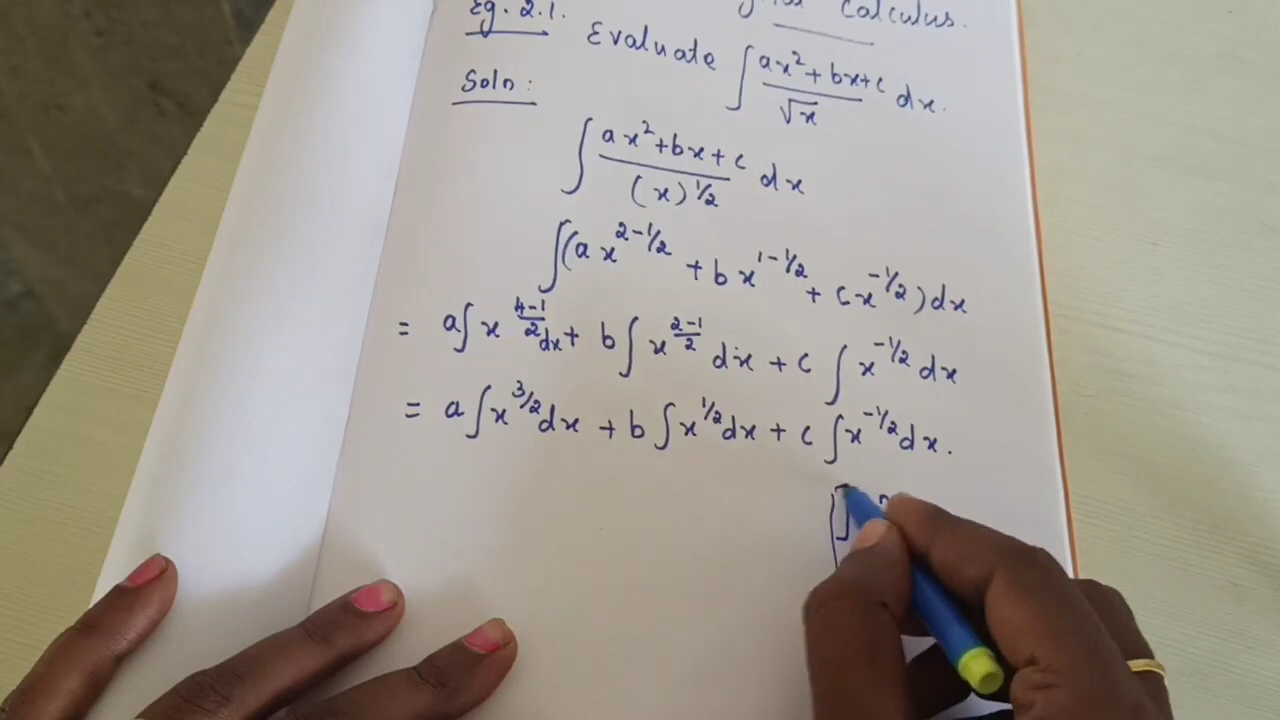 Calculus.
Eg. 2.1.
Evaluate ∫ (ax² + bx + c)/√x dx.
Soln:
∫ (ax² + bx + c)/(x)^{1/2} dx
∫(a x^{2-1/2} + b x^{1-1/2} + c x^{-1/2}) dx
= a∫ x^{(4-1)/2} dx + b∫ x^{(2-1)/2} dx + c ∫ x^{-1/2} dx
= a∫ x^{3/2} dx + b∫ x^{1/2} dx + c ∫ x^{-1/2} dx.